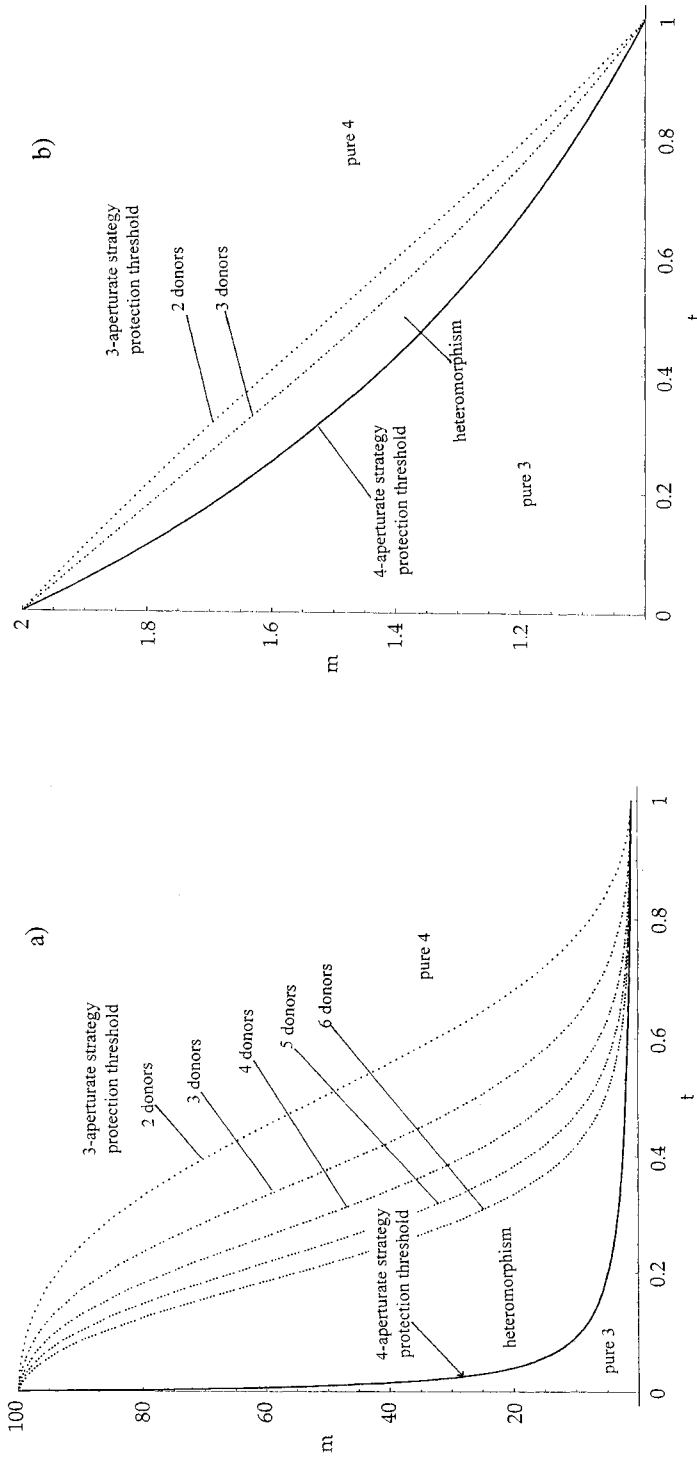 a)
3-aperturate strategy
protection threshold
2 donors
3 donors
4 donors
5 donors
6 donors
pure 4
4-aperturate strategy
protection threshold
heteromorphism
pure 3
m
100
80
60
40
20
0
0.2
0.4
0.6
0.8
1
t
b)
3-aperturate strategy
protection threshold
2 donors
3 donors
pure 4
4-aperturate strategy
protection threshold
heteromorphism
pure 3
m
2
1.8
1.6
1.4
1.2
0
0.2
0.4
0.6
0.8
1
t